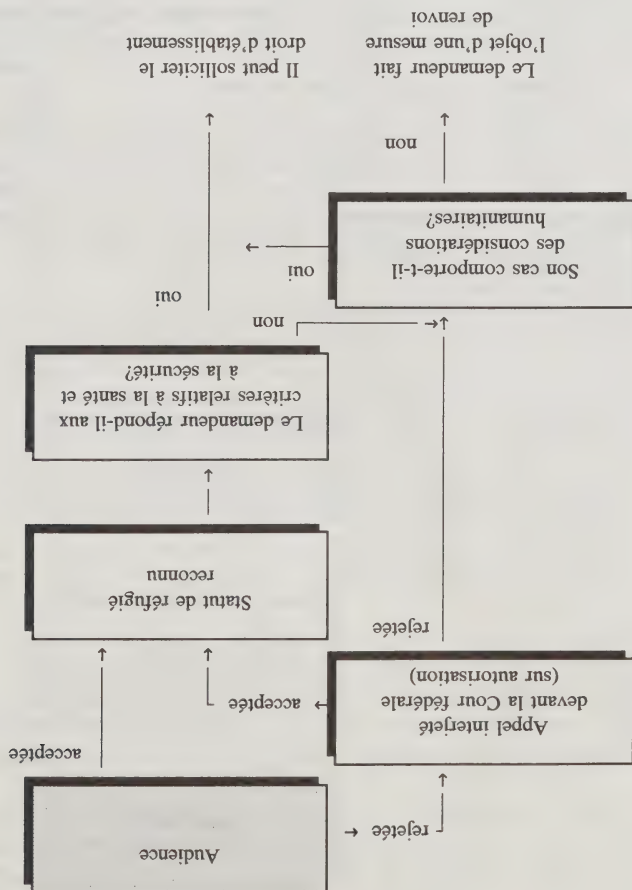 Audience
rejetée
acceptée
Appel interjeté
devant la Cour fédérale
(sur autorisation)
acceptée
rejetée
Statut de réfugié
reconnu
Le demandeur répond-il aux
critères relatifs à la santé et
à la sécurité?
non
oui
Son cas comporte-t-il
des considérations
humanitaires?
oui
non
Le demandeur fait
l'objet d'une mesure
de renvoi
Il peut solliciter le
droit d'établissement